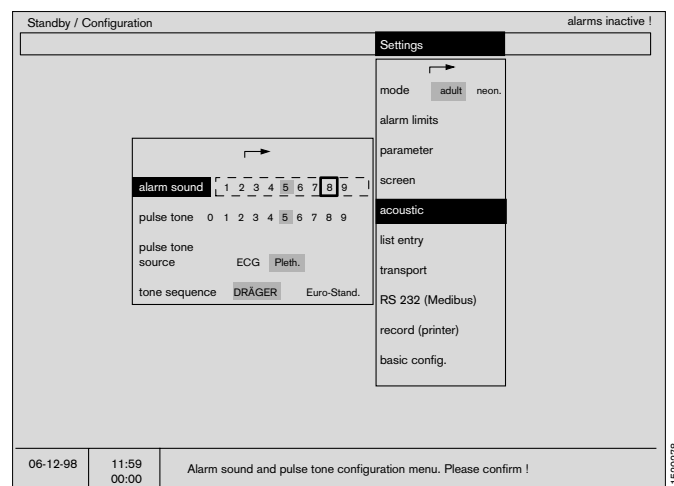 Standby / Configuration
alarms inactive !
Settings
mode adult neon.
alarm limits
parameter
screen
acoustic
list entry
transport
RS 232 (Medibus)
record (printer)
basic config.
alarm sound 1 2 3 4 5 6 7 8 9
pulse tone 0 1 2 3 4 5 6 7 8 9
pulse tone
source ECG Pleth.
tone sequence DRÄGER Euro-Stand.
06-12-98
11:59
00:00
Alarm sound and pulse tone configuration menu. Please confirm !